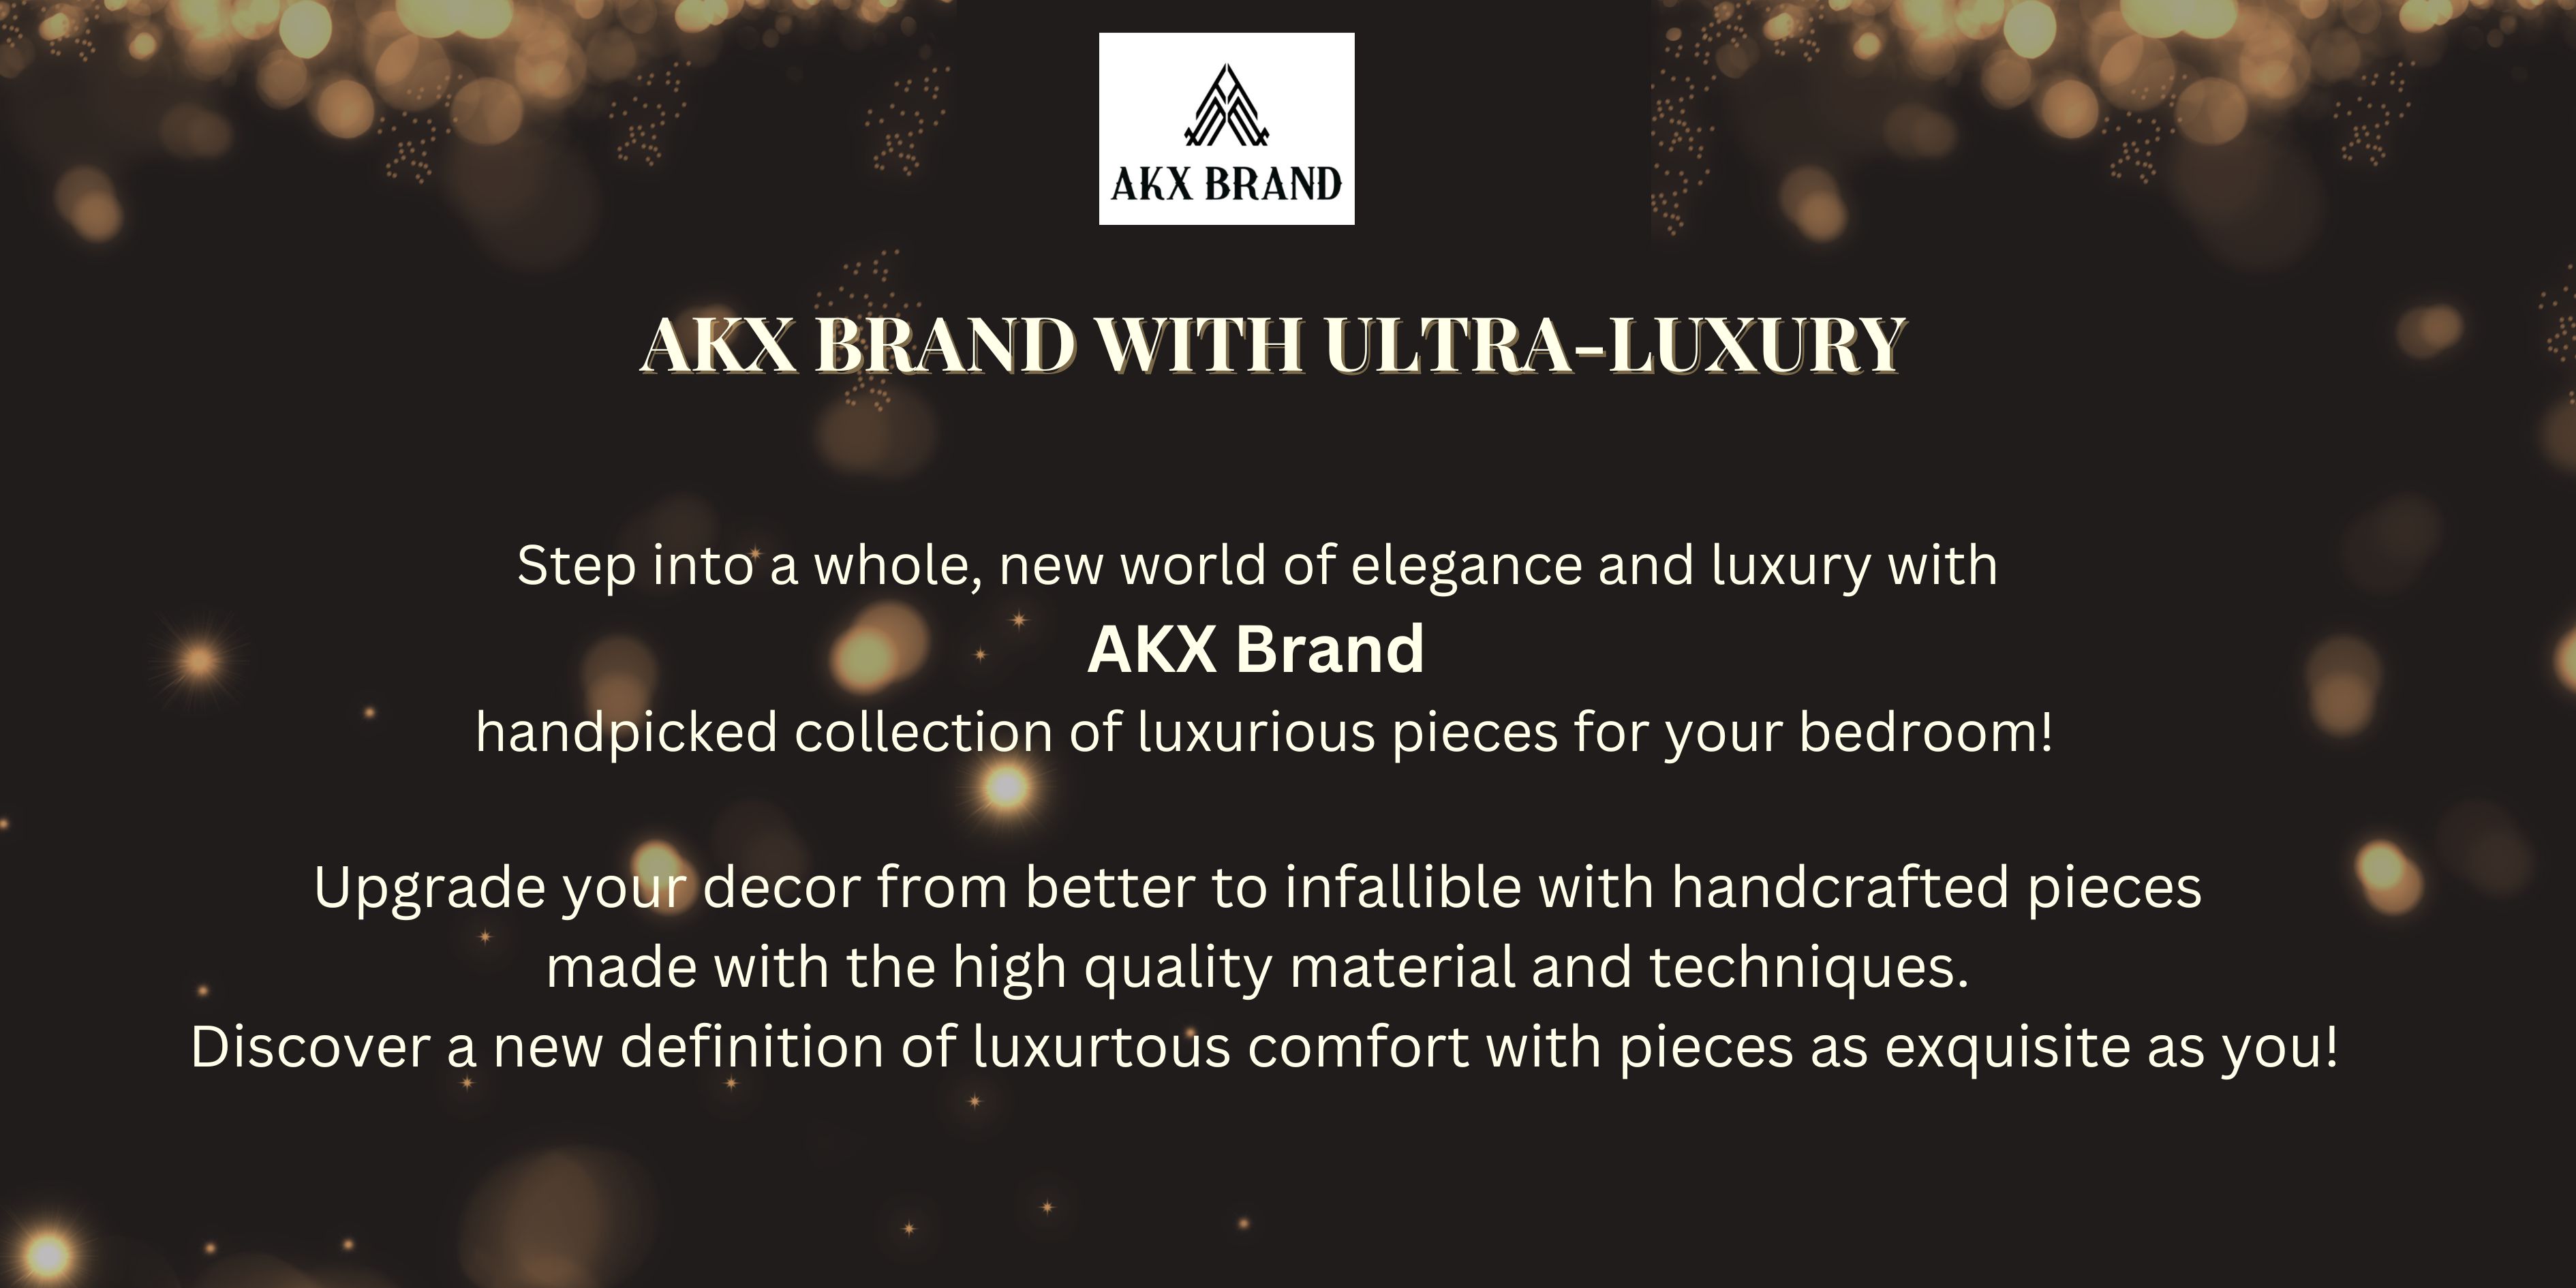 AKX BRAND
AKX BRAND WITH ULTRA-LUXURY
Step into a whole, new world of elegance and luxury with
AKX Brand
handpicked collection of luxurious pieces for your bedroom!
Upgrade your decor from better to infallible with handcrafted pieces
made with the high quality material and techniques.
Discover a new definition of luxurtous comfort with pieces as exquisite as you!